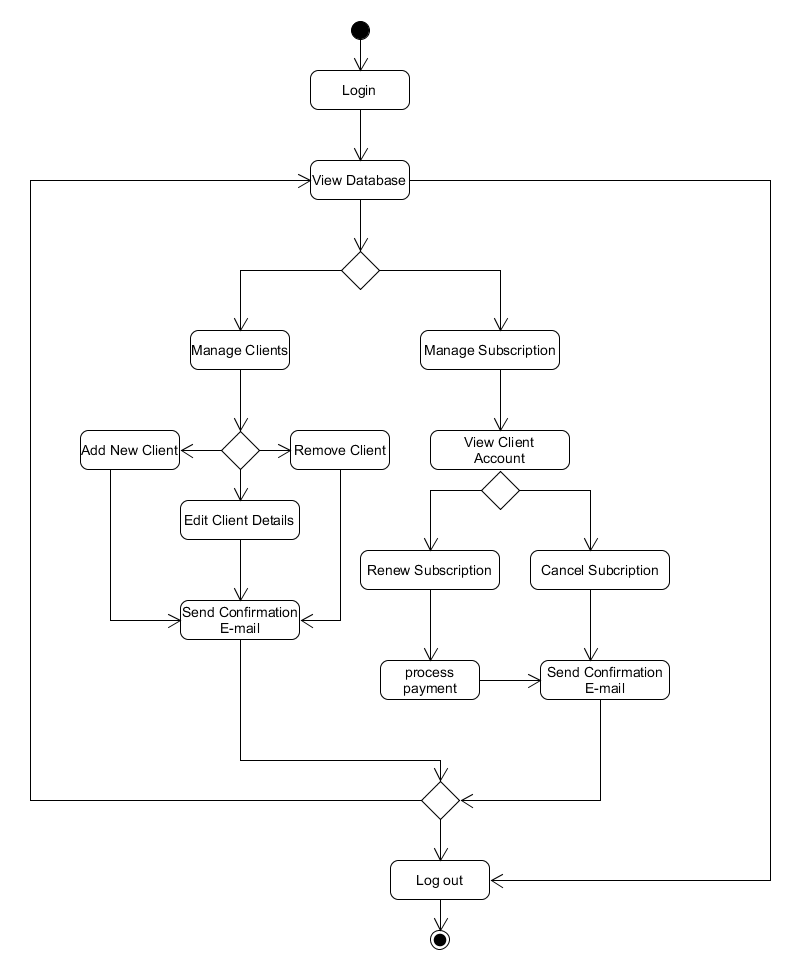 Login
View Database
Manage Clients
Manage Subscription
Add New Client
Remove Client
View Client
Account
Edit Client Details
Renew Subscription
Cancel Subcription
Send Confirmation
E-mail
process
payment
Send Confirmation
E-mail
Log out